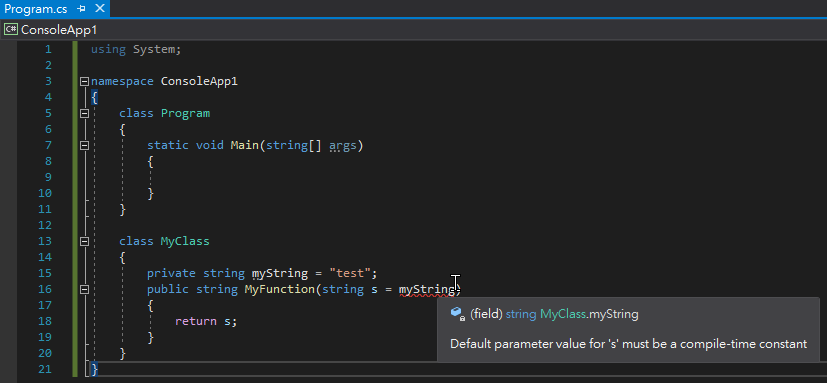 Program.cs
C# ConsoleApp1
1 using System;
2
3 namespace ConsoleApp1
4 {
5 class Program
6 {
7 static void Main(string[] args)
8 {
9
10 }
11 }
12
13 class MyClass
14 {
15 private string myString = "test";
16 public string MyFunction(string s = myString)
17 {
18 return s;
19 }
20 }
21 }
(field) string MyClass.myString
Default parameter value for 's' must be a compile-time constant